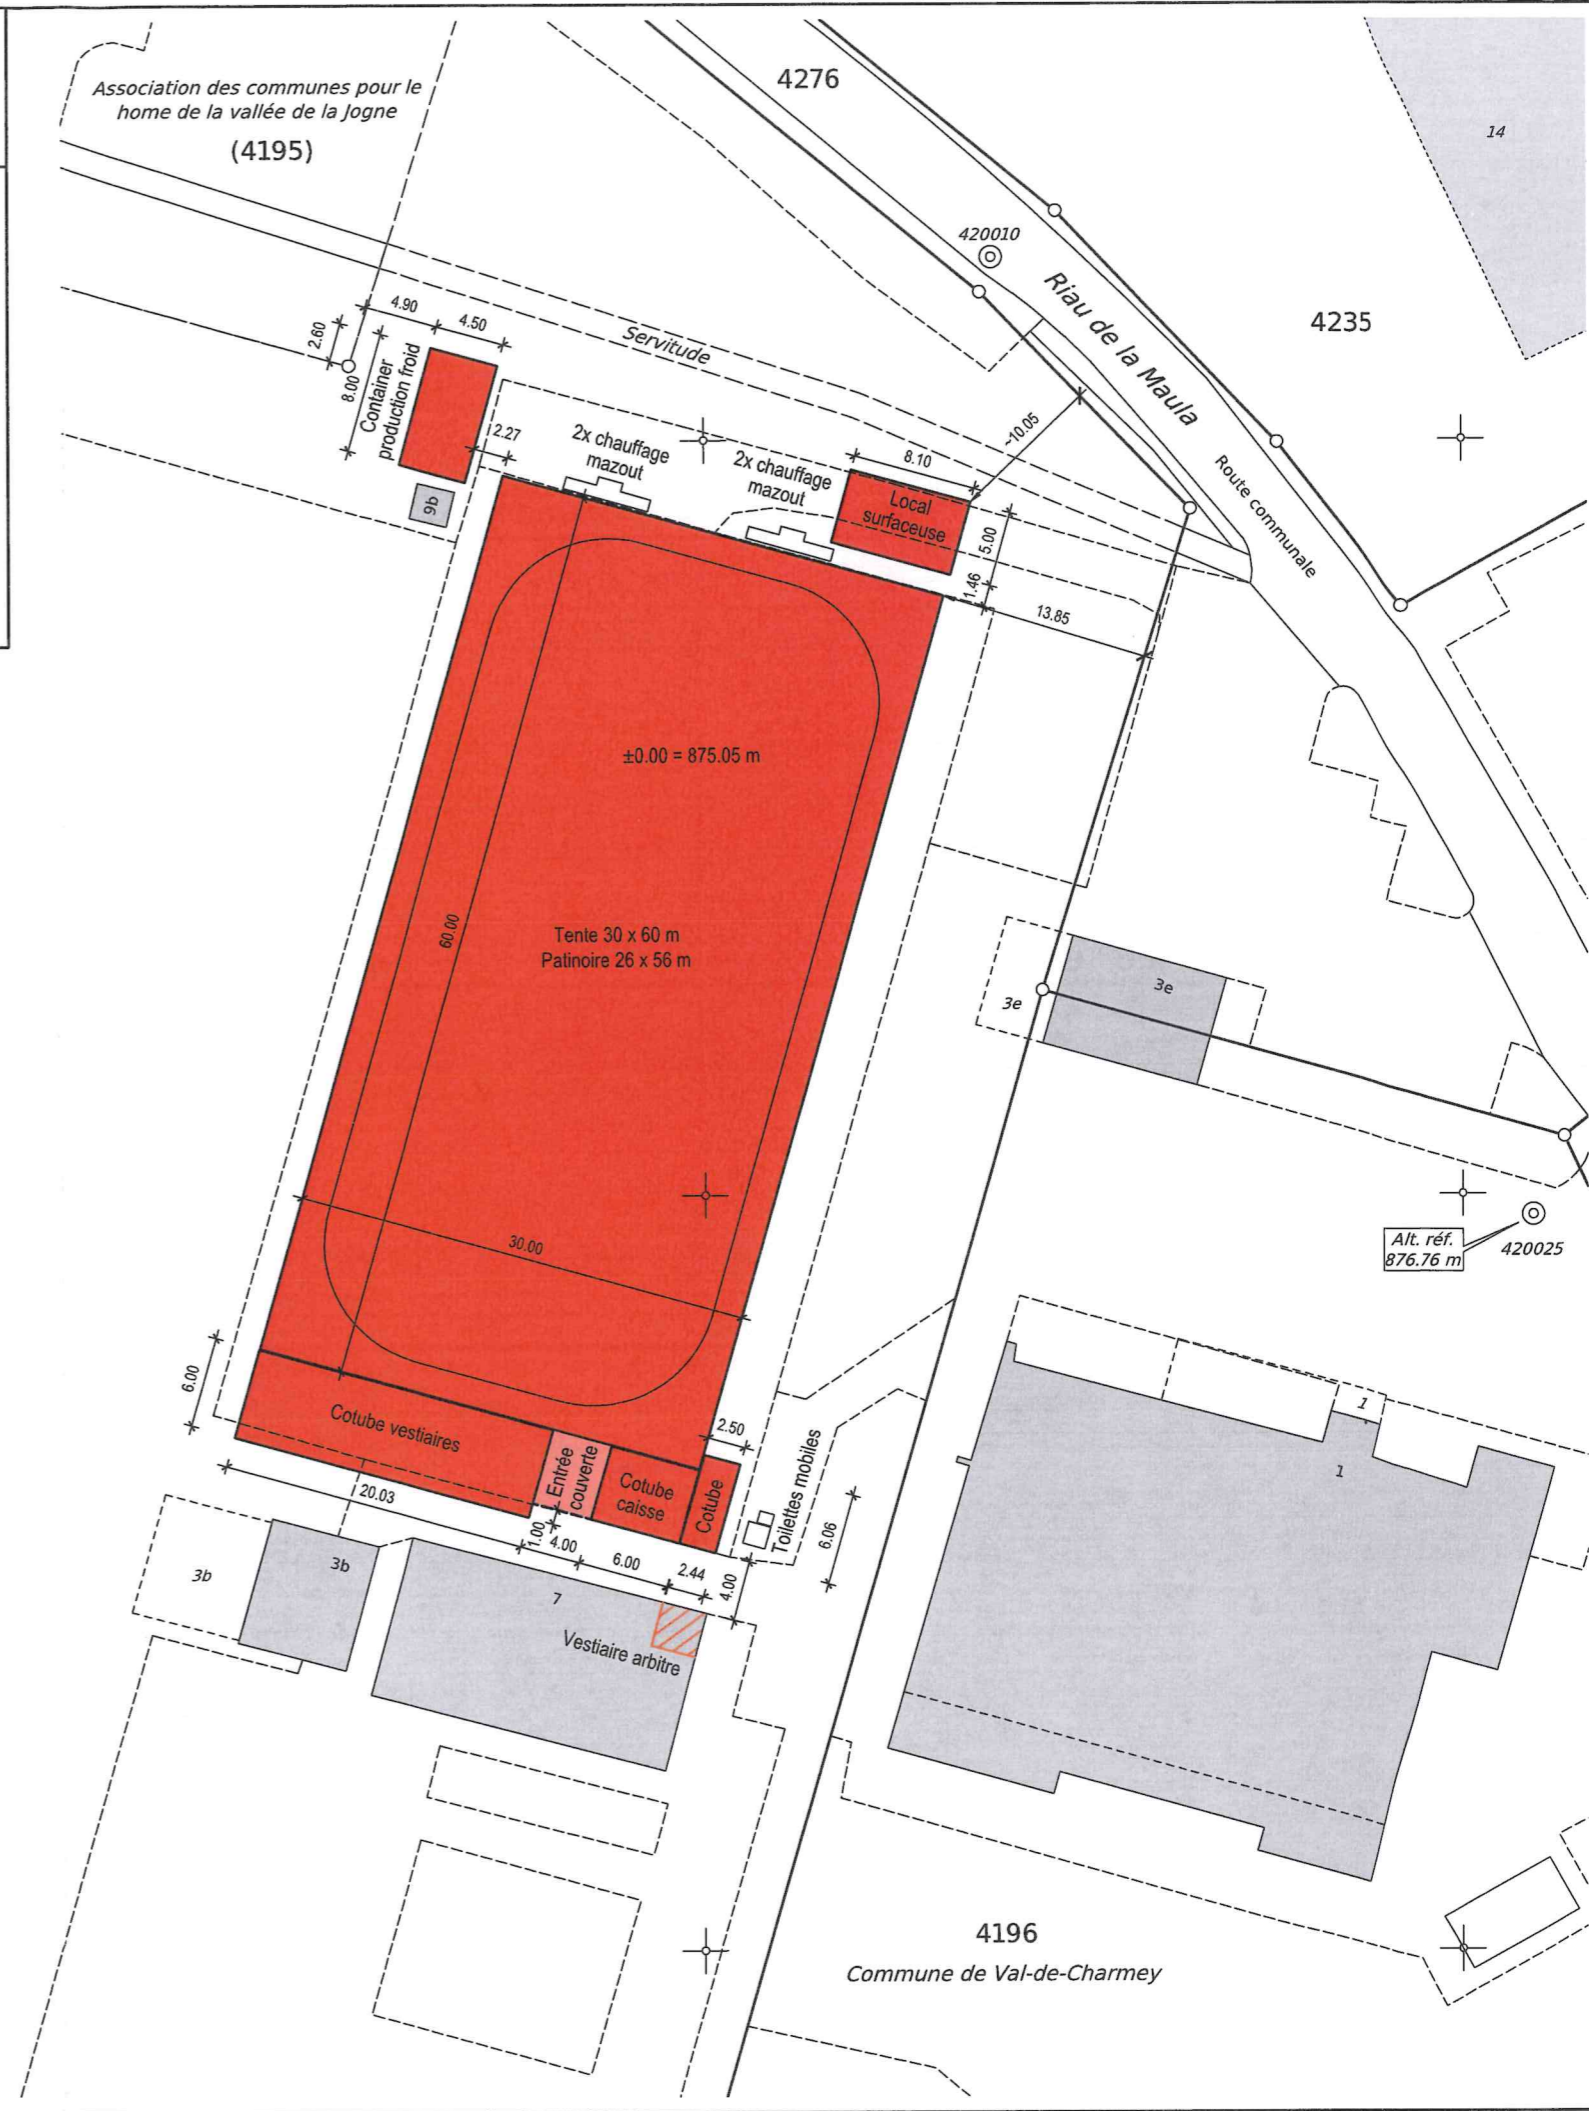 Association des communes pour le
home de la vallée de la Jogne
(4195)
4276
14
420010
Riau de la Maula
4235
4.90
4.50
2.60
8.00
Container
production froid
Servitude
~10.05
2.27
2x chauffage
mazout
2x chauffage
mazout
8.10
Local
surfaceuse
Route communale
9b
5.00
1.46
13.85
±0.00 = 875.05 m
60.00
Tente 30 x 60 m
Patinoire 26 x 56 m
3e
3e
30.00
Alt. réf.
876.76 m
420025
6.00
Cotube vestiaires
Entrée
couverte
Cotube
caisse
Cotube
2.50
Toilettes mobiles
6.06
20.03
1.00
4.00
6.00
2.44
4.00
3b
3b
7
Vestiaire arbitre
1
1
4196
Commune de Val-de-Charmey